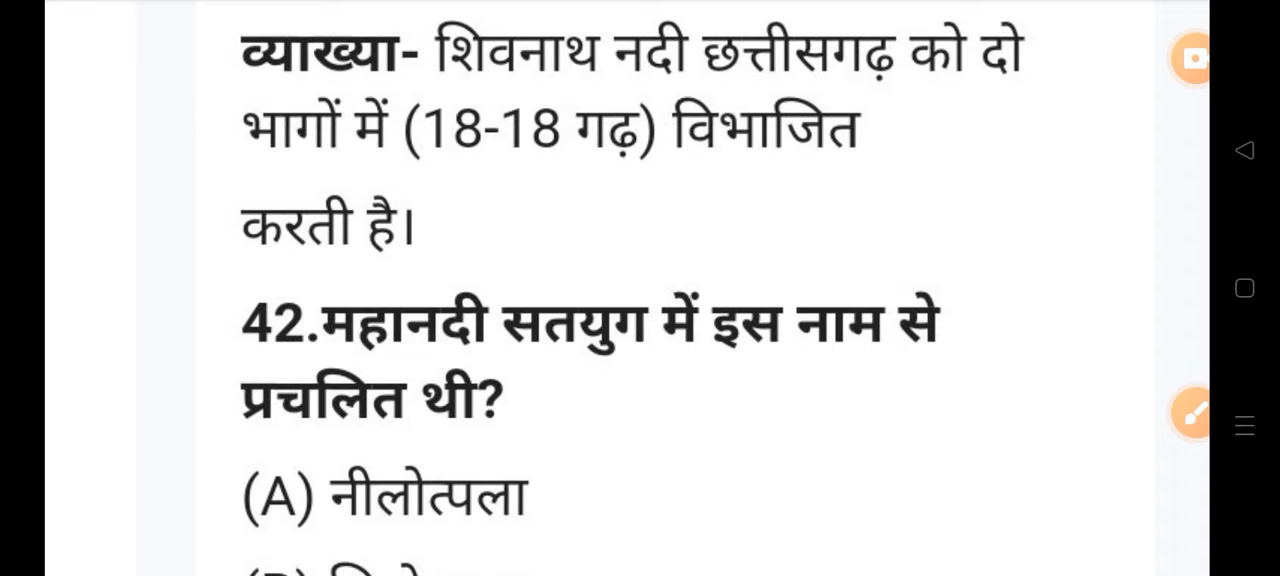 व्याख्या- शिवनाथ नदी छत्तीसगढ़ को दो
भागों में (18-18 गढ़) विभाजित
करती है।
42.महानदी सतयुग में इस नाम से
प्रचलित थी?
(A) नीलोत्पला